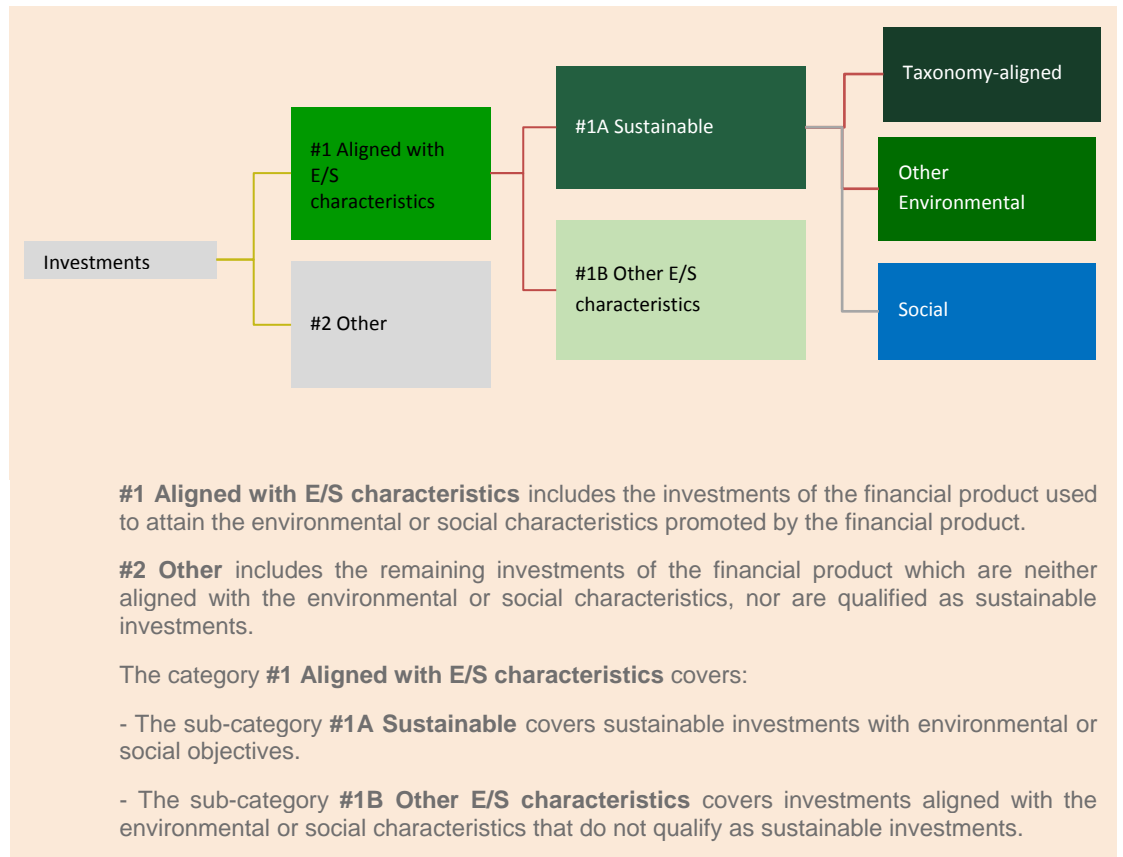 Taxonomy-aligned
#1A Sustainable
#1 Aligned with
E/S
characteristics
Other
Environmental
Investments
#1B Other E/S
characteristics
#2 Other
Social
#1 Aligned with E/S characteristics includes the investments of the financial product used
to attain the environmental or social characteristics promoted by the financial product.
#2 Other includes the remaining investments of the financial product which are neither
aligned with the environmental or social characteristics, nor are qualified as sustainable
investments.
The category #1 Aligned with E/S characteristics covers:
- The sub-category #1A Sustainable covers sustainable investments with environmental or
social objectives.
- The sub-category #1B Other E/S characteristics covers investments aligned with the
environmental or social characteristics that do not qualify as sustainable investments.